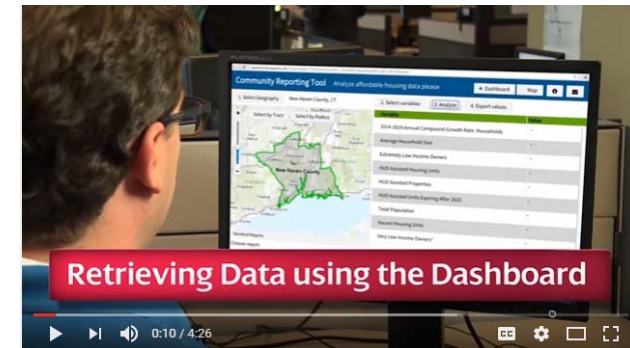 Community Reporting Tool Analyze affordable housing data please
Dashboard Map
1. Select Geography New Haven County, CT
2. Select variables 3. Analyze 4. Export values
Select by Tract Select by Radius
Variable Value
2014-2019 Annual Compound Growth Rate: Households
Average Household Size
Extremely Low Income Owners
HUD Assisted Housing Units
HUD Assisted Properties
HUD Assisted Units Expiring After 2025
Total Population
Vacant Housing Units
Very Low Income Owners*
New Haven County
Standard Reports
Choose report:
Retrieving Data using the Dashboard
0:10 / 4:26
CC